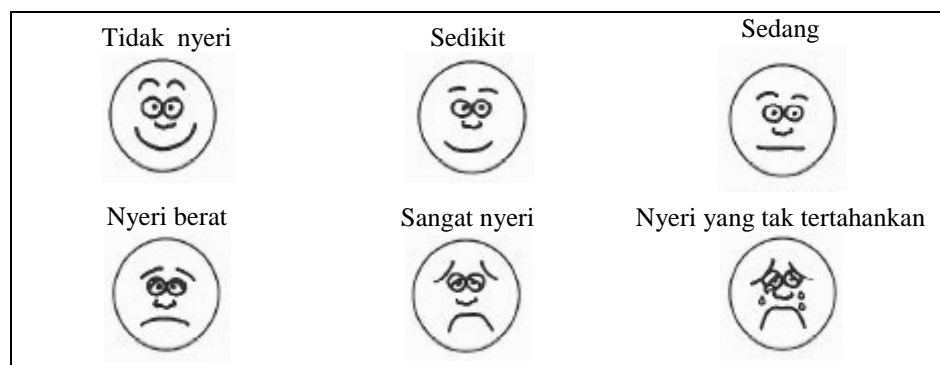 Tidak nyeri
Sedikit
Sedang
Nyeri berat
Sangat nyeri
Nyeri yang tak tertahankan